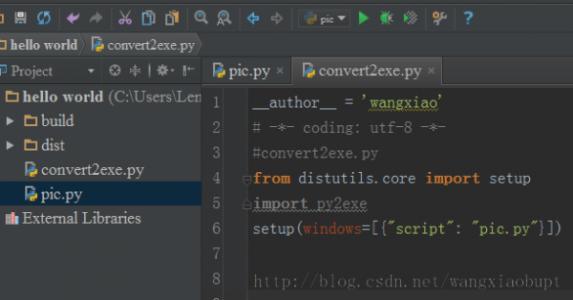 pic
hello world
convert2exe.py
Project
pic.py ×
convert2exe.py ×
hello world (C:\Users\Len
build
dist
convert2exe.py
pic.py
External Libraries
1 __author__ = 'wangxiao'
2 # -*- coding: utf-8 -*-
3 #convert2exe.py
4 from distutils.core import setup
5 import py2exe
6 setup(windows=[{"script": "pic.py"}])
7
8 http://blog.csdn.net/wangxiaobupt